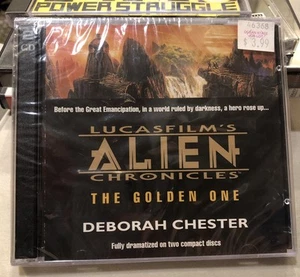 POWER STRUGGLE
$ 3.99
Before the Great Emancipation, in a world ruled by darkness, a hero rose up...
LUCASFILM'S
ALIEN
CHRONICLES
THE GOLDEN ONE
DEBORAH CHESTER
Fully dramatized on two compact discs